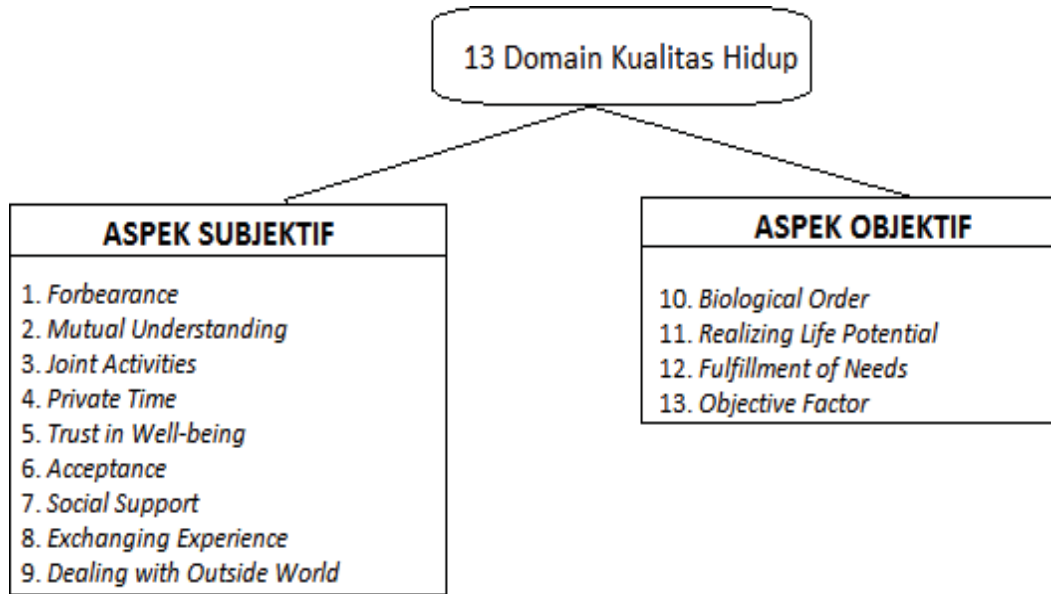 13 Domain Kualitas Hidup
ASPEK SUBJEKTIF
1. Forbearance
2. Mutual Understanding
3. Joint Activities
4. Private Time
5. Trust in Well-being
6. Acceptance
7. Social Support
8. Exchanging Experience
9. Dealing with Outside World
ASPEK OBJEKTIF
10. Biological Order
11. Realizing Life Potential
12. Fulfillment of Needs
13. Objective Factor